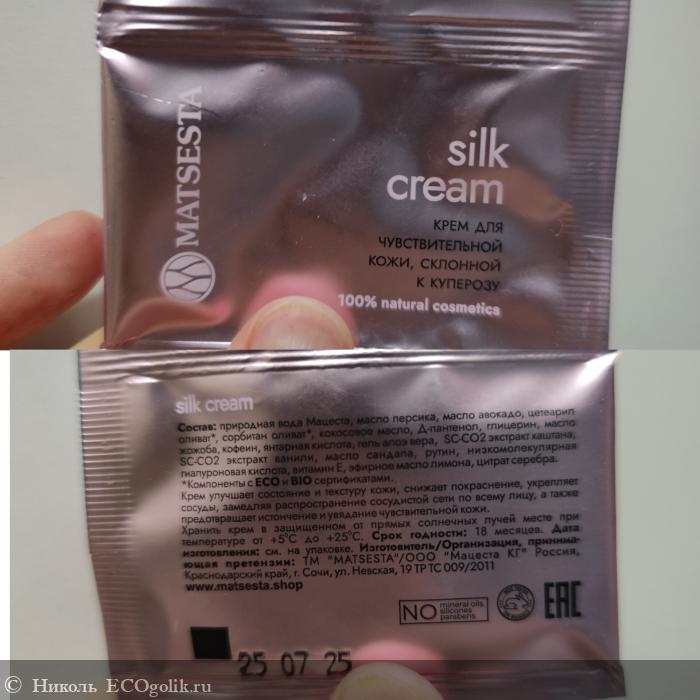 MATSESTA
silk
cream
КРЕМ ДЛЯ
ЧУВСТВИТЕЛЬНОЙ
КОЖИ, СКЛОННОЙ
К КУПЕРОЗУ
100% natural cosmetics
silk cream
Состав: природная вода Мацеста, масло персика, масло авокадо, цетеарил
оливат*, сорбитан оливат*, кокосовое масло, Д-пантенол, глицерин, масло
жожоба, кофеин, янтарная кислота, гель алоэ вера, SC-CO2 экстракт каштана,
SC-CO2 экстракт ванили, масло сандала, рутин, низкомолекулярная
гиалуроновая кислота, витамин Е, эфирное масло лимона, цитрат серебра.
*Компоненты с ECO и BIO сертификатами.
Крем улучшает состояние и текстуру кожи, снижает покраснение, укрепляет
сосуды, замедляя распространение сосудистой сети по всему лицу, а также
предотвращает истончение и увядание чувствительной кожи.
Хранить крем в защищенном от прямых солнечных лучей месте при
температуре от +5°С до +25°С. Срок годности: 18 месяцев. Дата
изготовления: см. на упаковке. Изготовитель/Организация, принима-
ющая претензии: ТМ "MATSESTA"/ООО "Мацеста КГ" Россия,
Краснодарский край, г. Сочи, ул. Невская, 19 ТР ТС 009/2011
www.matsesta.shop
NO mineral oils
silicones
parabens
EAC
25 07 25
© Николь ECOgolik.ru